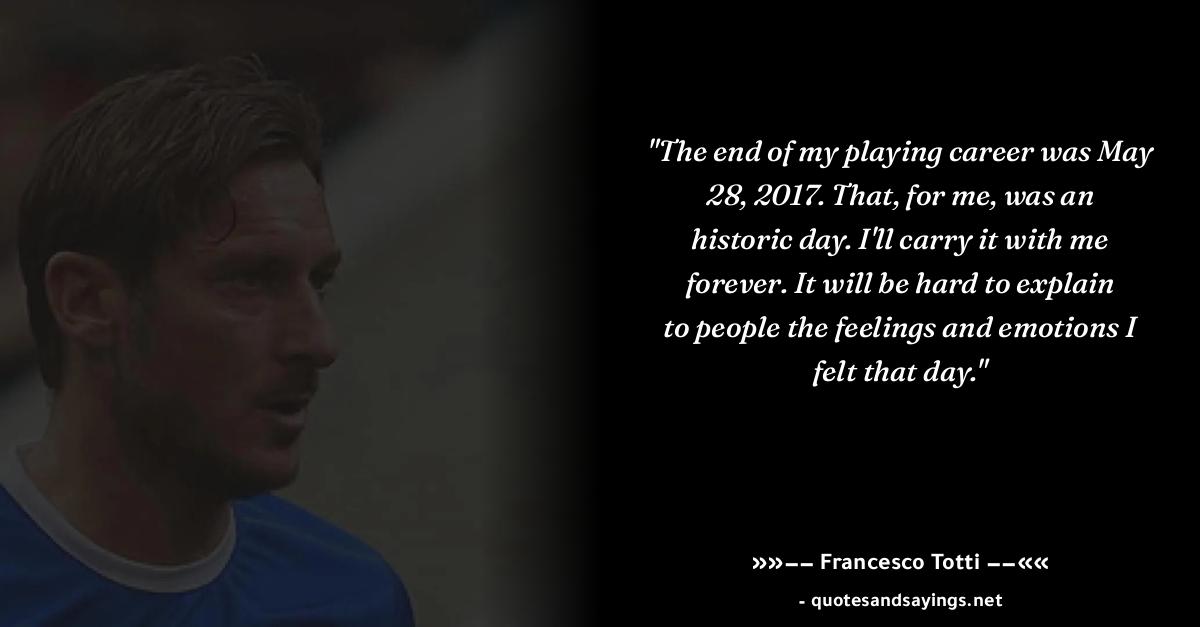 "The end of my playing career was May
28, 2017. That, for me, was an
historic day. I'll carry it with me
forever. It will be hard to explain
to people the feelings and emotions I
felt that day."
»»-- Francesco Totti --««
- quotesandsayings.net